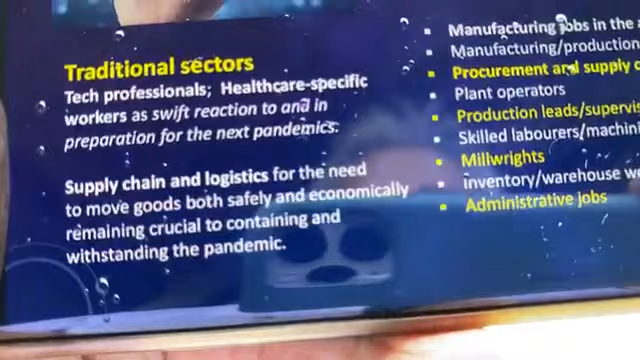 Traditional sectors
Tech professionals; Healthcare-specific
workers as swift reaction to and in
preparation for the next pandemics.
Supply chain and logistics for the need
to move goods both safely and economically
remaining crucial to containing and
withstanding the pandemic.
Manufacturing jobs in the
Manufacturing/production
Procurement and supply
Plant operators
Production leads/
Skilled labourers/
Millwrights
inventory/warehouse
Administrative jobs